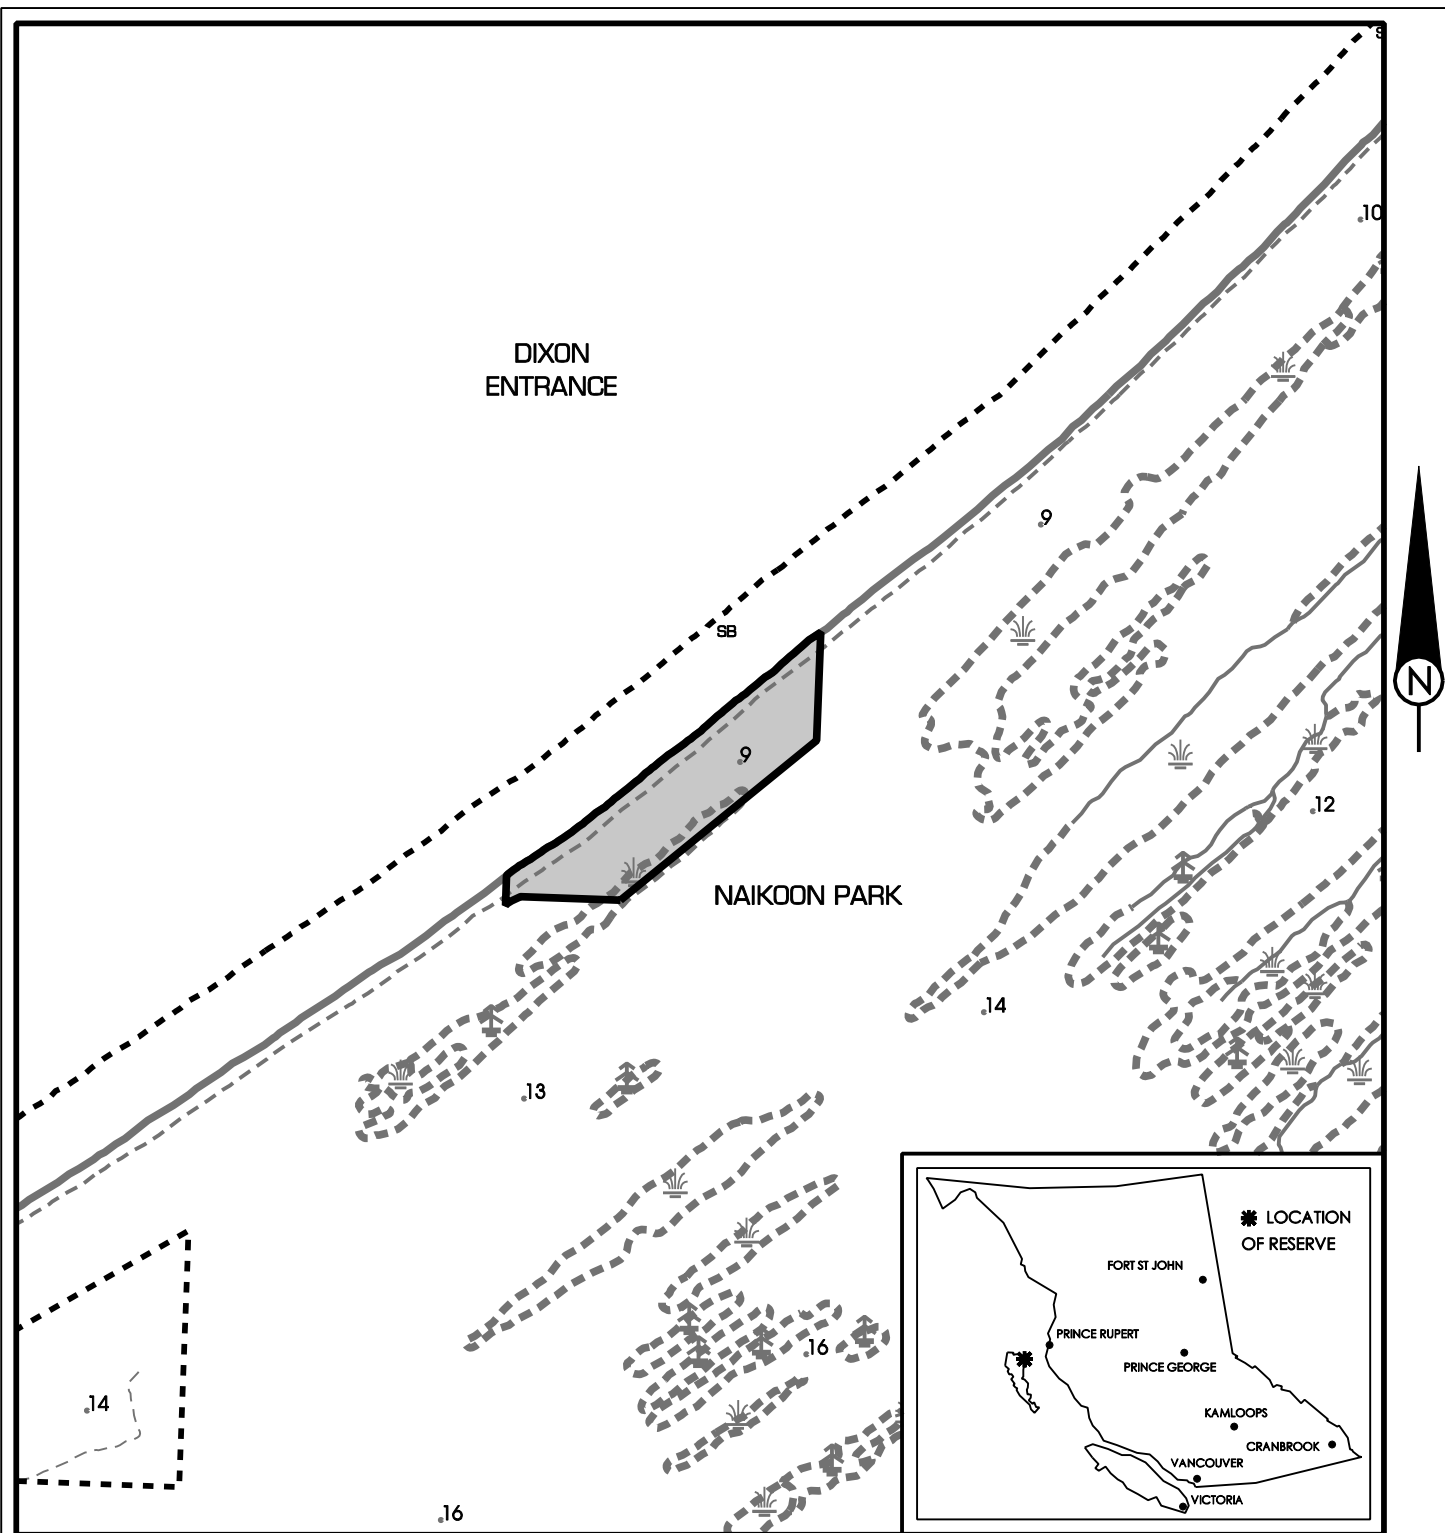 10
DIXON
ENTRANCE
9
SB
N
9
12
NAIKOON PARK
14
13
LOCATION
OF RESERVE
FORT ST JOHN
PRINCE RUPERT
PRINCE GEORGE
16
14
KAMLOOPS
CRANBROOK
VANCOUVER
VICTORIA
16